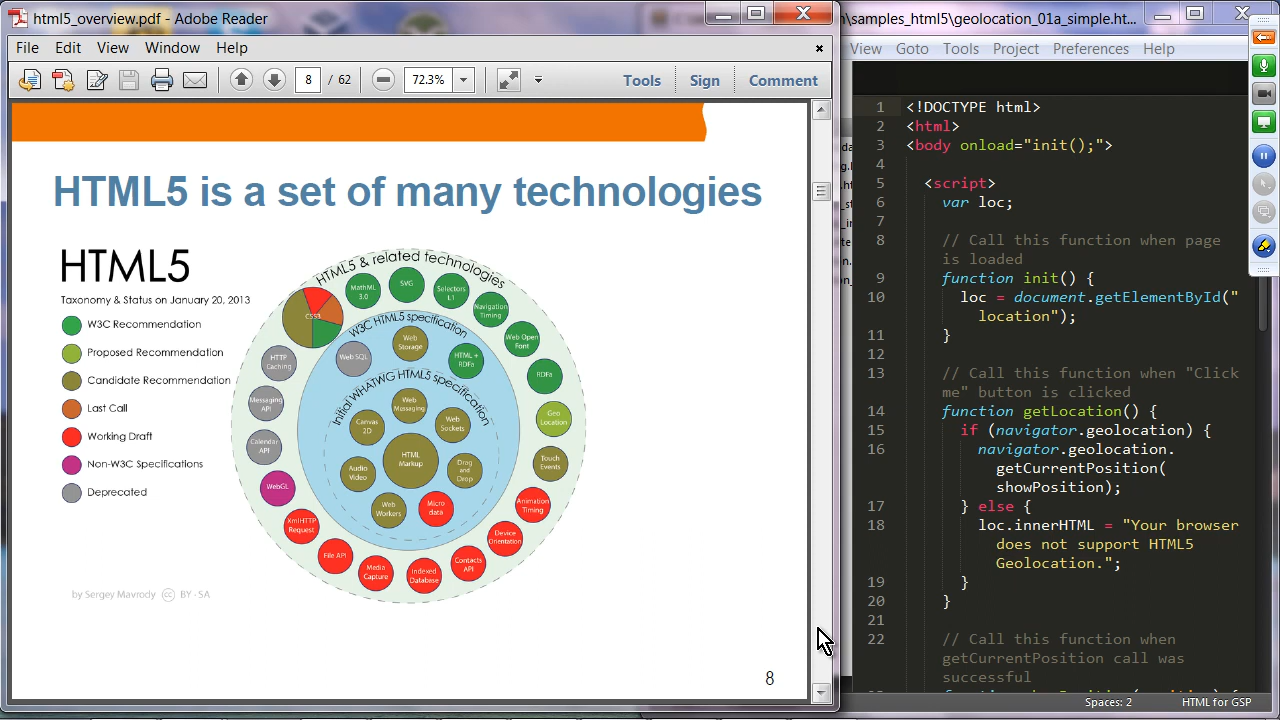 html5_overview.pdf - Adobe Reader
File Edit View Window Help
8 / 62 72.3% Tools Sign Comment
HTML5 is a set of many technologies
HTML5
Taxonomy & Status on January 20, 2013
W3C Recommendation
Proposed Recommendation
Candidate Recommendation
Last Call
Working Draft
Non-W3C Specifications
Deprecated
by Sergey Mavrody cc BY - SA
HTML5 & related technologies
CSS3
MathML
3.0
SVG
Selectors
L1
Navigation
Timing
Web Open
Font
RDFa
Geo
Location
Touch
Events
Animation
Timing
Device
Orientation
Contacts
API
Indexed
Database
Media
Capture
File API
XmlHTTP
Request
WebGL
Calendar
API
Messaging
API
HTTP
Caching
W3C HTML5 specification
Web SQL
Web
Storage
HTML +
RDFa
Initial WHATWG HTML5 specification
Web
Messaging
Canvas
2D
Web
Sockets
HTML
Markup
Audio
Video
Drag
and
Drop
Web
Workers
Micro
data
8
\samples_html5\geolocation_01a_simple.ht...
View Goto Tools Project Preferences Help
1 <!DOCTYPE html>
2 <html>
3 <body onload="init();">
4
5 <script>
6 var loc;
7
8 // Call this function when page
is loaded
9 function init() {
10 loc = document.getElementById("
location");
11 }
12
13 // Call this function when "Click
me" button is clicked
14 function getLocation() {
15 if (navigator.geolocation) {
16 navigator.geolocation.
getCurrentPosition(
showPosition);
17 } else {
18 loc.innerHTML = "Your browser
does not support HTML5
Geolocation.";
19 }
20 }
21
22 // Call this function when
getCurrentPosition call was
successful
Spaces: 2 HTML for GSP